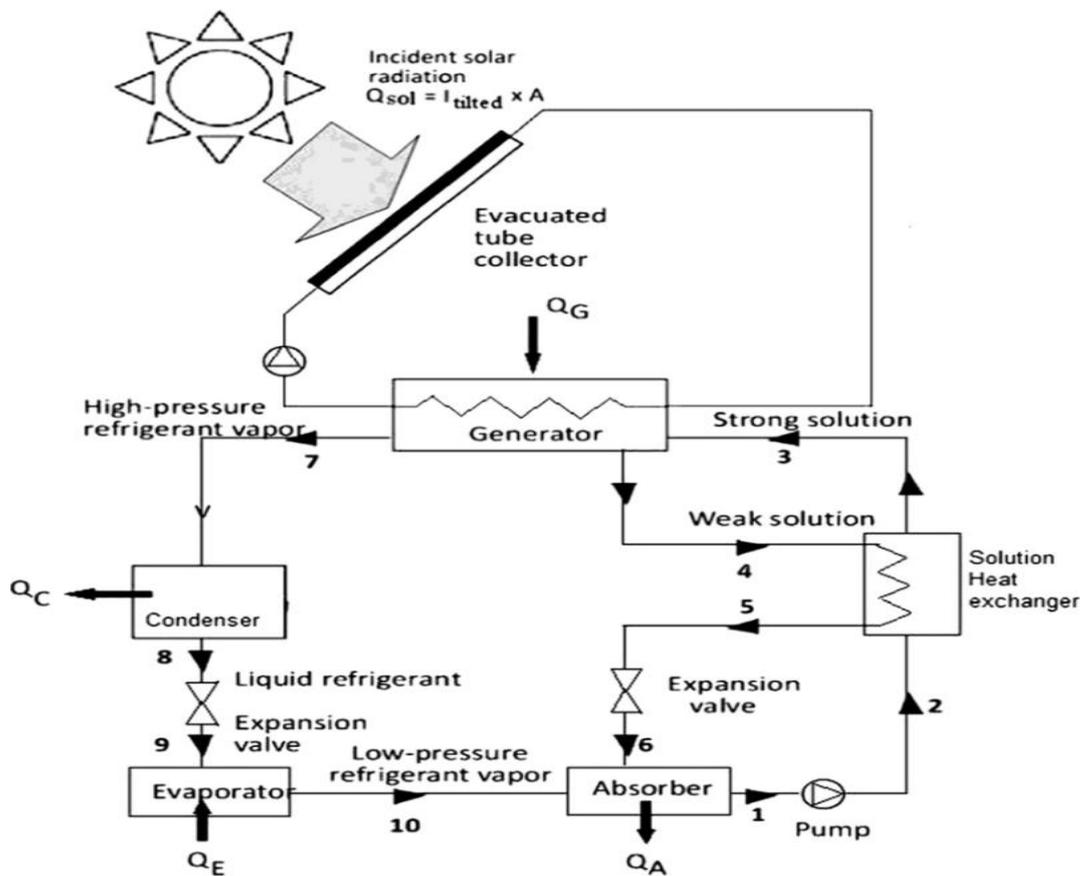 Incident solar
radiation
Qsol = Itilted x A
Evacuated
tube
collector
QG
High-pressure
refrigerant vapor
7
Generator
Strong solution
3
Weak solution
4
Solution
Heat
exchanger
QC
Condenser
5
8
Liquid refrigerant
Expansion
valve
2
9
Expansion
valve
6
Low-pressure
refrigerant vapor
Evaporator
10
Absorber
1
Pump
QE
QA